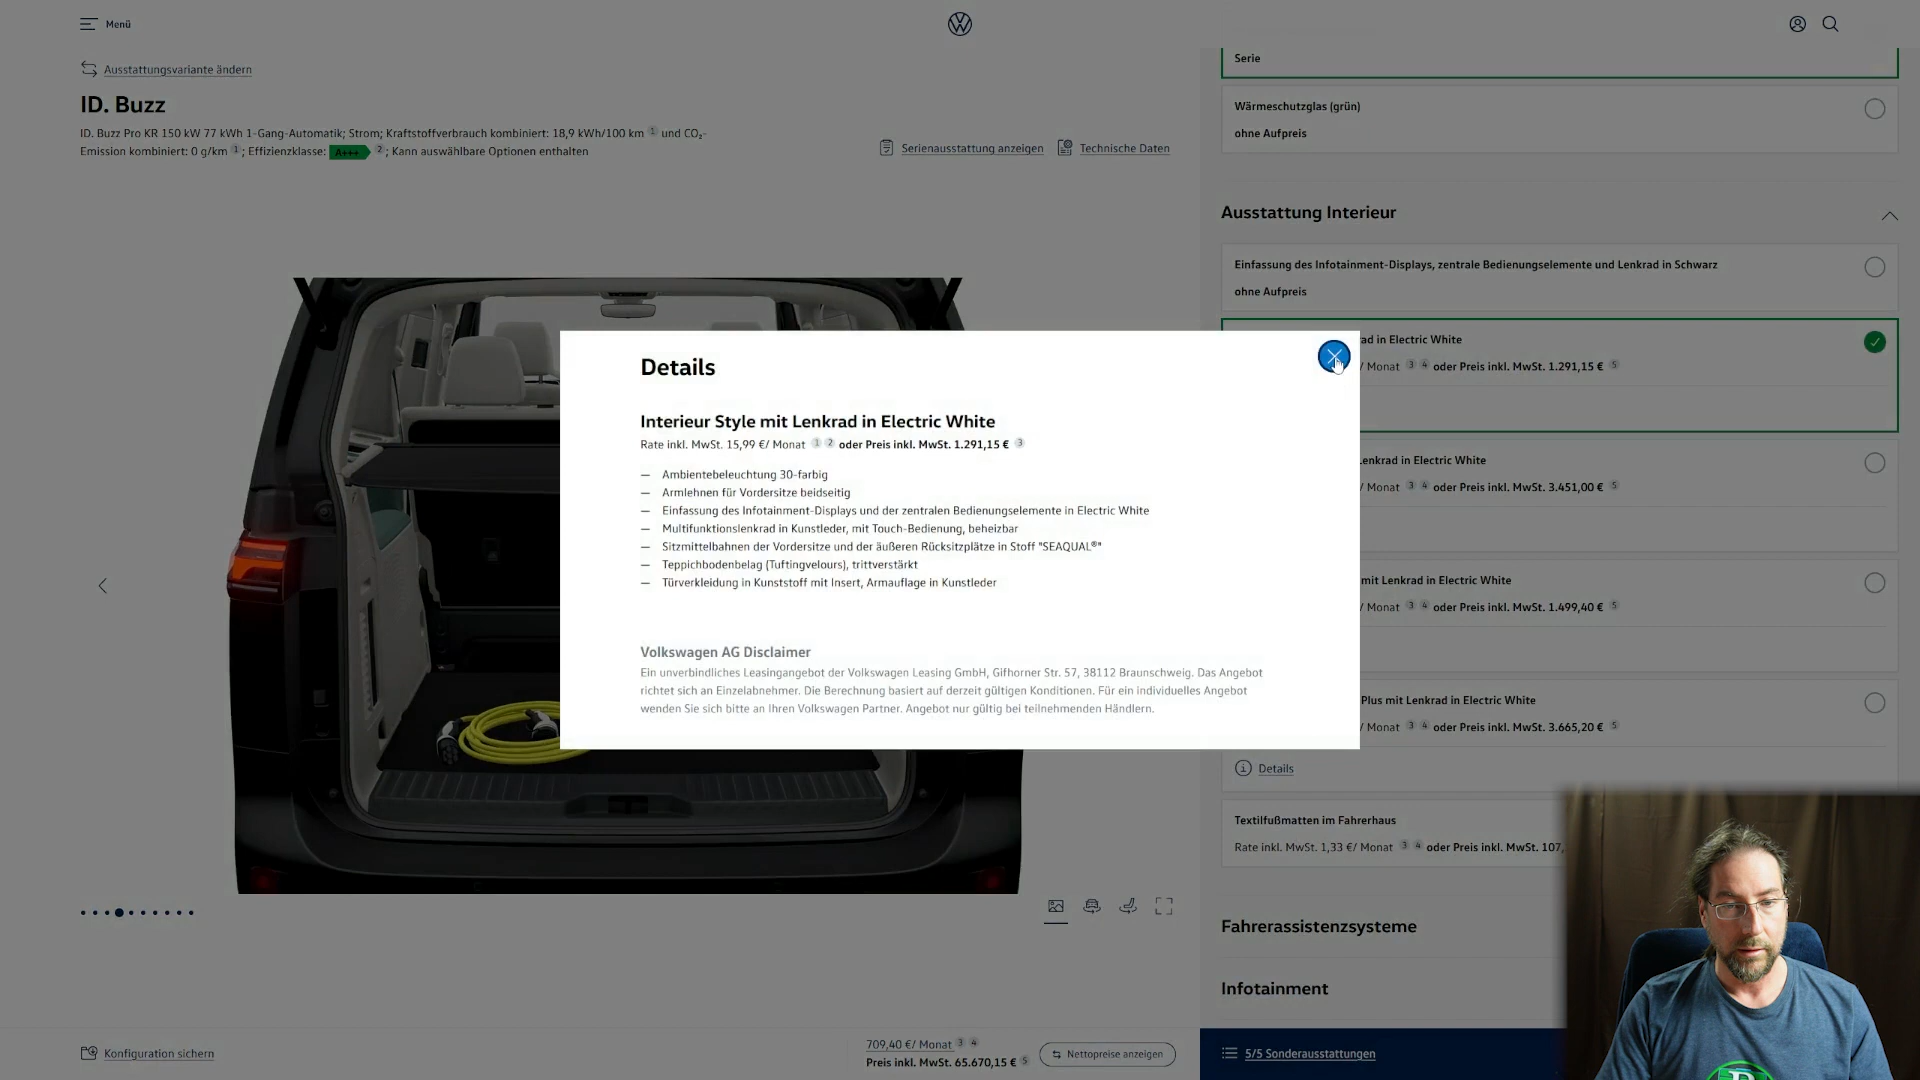 Menü
Ausstattungsvariante ändern
ID. Buzz
ID. Buzz Pro KR 150 kW 77 kWh 1-Gang-Automatik; Strom; Kraftstoffverbrauch kombiniert: 18,9 kWh/100 km 1 und CO₂-
Emission kombiniert: 0 g/km 1; Effizienzklasse: A+++ 2; Kann auswählbare Optionen enthalten
Serienausstattung anzeigen
Technische Daten
Serie
Wärmeschutzglas (grün)
ohne Aufpreis
Ausstattung Interieur
Einfassung des Infotainment-Displays, zentrale Bedienungselemente und Lenkrad in Schwarz
ohne Aufpreis
ad in Electric White
/ Monat 3 4 oder Preis inkl. MwSt. 1.291,15 € 5
enkrad in Electric White
/ Monat 3 4 oder Preis inkl. MwSt. 3.451,00 € 5
mit Lenkrad in Electric White
/ Monat 3 4 oder Preis inkl. MwSt. 1.499,40 € 5
Plus mit Lenkrad in Electric White
/ Monat 3 4 oder Preis inkl. MwSt. 3.665,20 € 5
Details
Textilfußmatten im Fahrerhaus
Rate inkl. MwSt. 1,33 €/ Monat 3 4 oder Preis inkl. MwSt. 107,
Fahrerassistenzsysteme
Infotainment
Details
Interieur Style mit Lenkrad in Electric White
Rate inkl. MwSt. 15,99 €/ Monat 1 2 oder Preis inkl. MwSt. 1.291,15 € 3
— Ambientebeleuchtung 30-farbig
— Armlehnen für Vordersitze beidseitig
— Einfassung des Infotainment-Displays und der zentralen Bedienungselemente in Electric White
— Multifunktionslenkrad in Kunstleder, mit Touch-Bedienung, beheizbar
— Sitzmittelbahnen der Vordersitze und der äußeren Rücksitzplätze in Stoff "SEAQUAL®"
— Teppichbodenbelag (Tuftingvelours), trittverstärkt
— Türverkleidung in Kunststoff mit Insert, Armauflage in Kunstleder
Volkswagen AG Disclaimer
Ein unverbindliches Leasingangebot der Volkswagen Leasing GmbH, Gifhorner Str. 57, 38112 Braunschweig. Das Angebot
richtet sich an Einzelabnehmer. Die Berechnung basiert auf derzeit gültigen Konditionen. Für ein individuelles Angebot
wenden Sie sich bitte an Ihren Volkswagen Partner. Angebot nur gültig bei teilnehmenden Händlern.
Konfiguration sichern
709,40 €/ Monat 3 4
Preis inkl. MwSt. 65.670,15 € 5
Nettopreise anzeigen
5/5 Sonderausstattungen